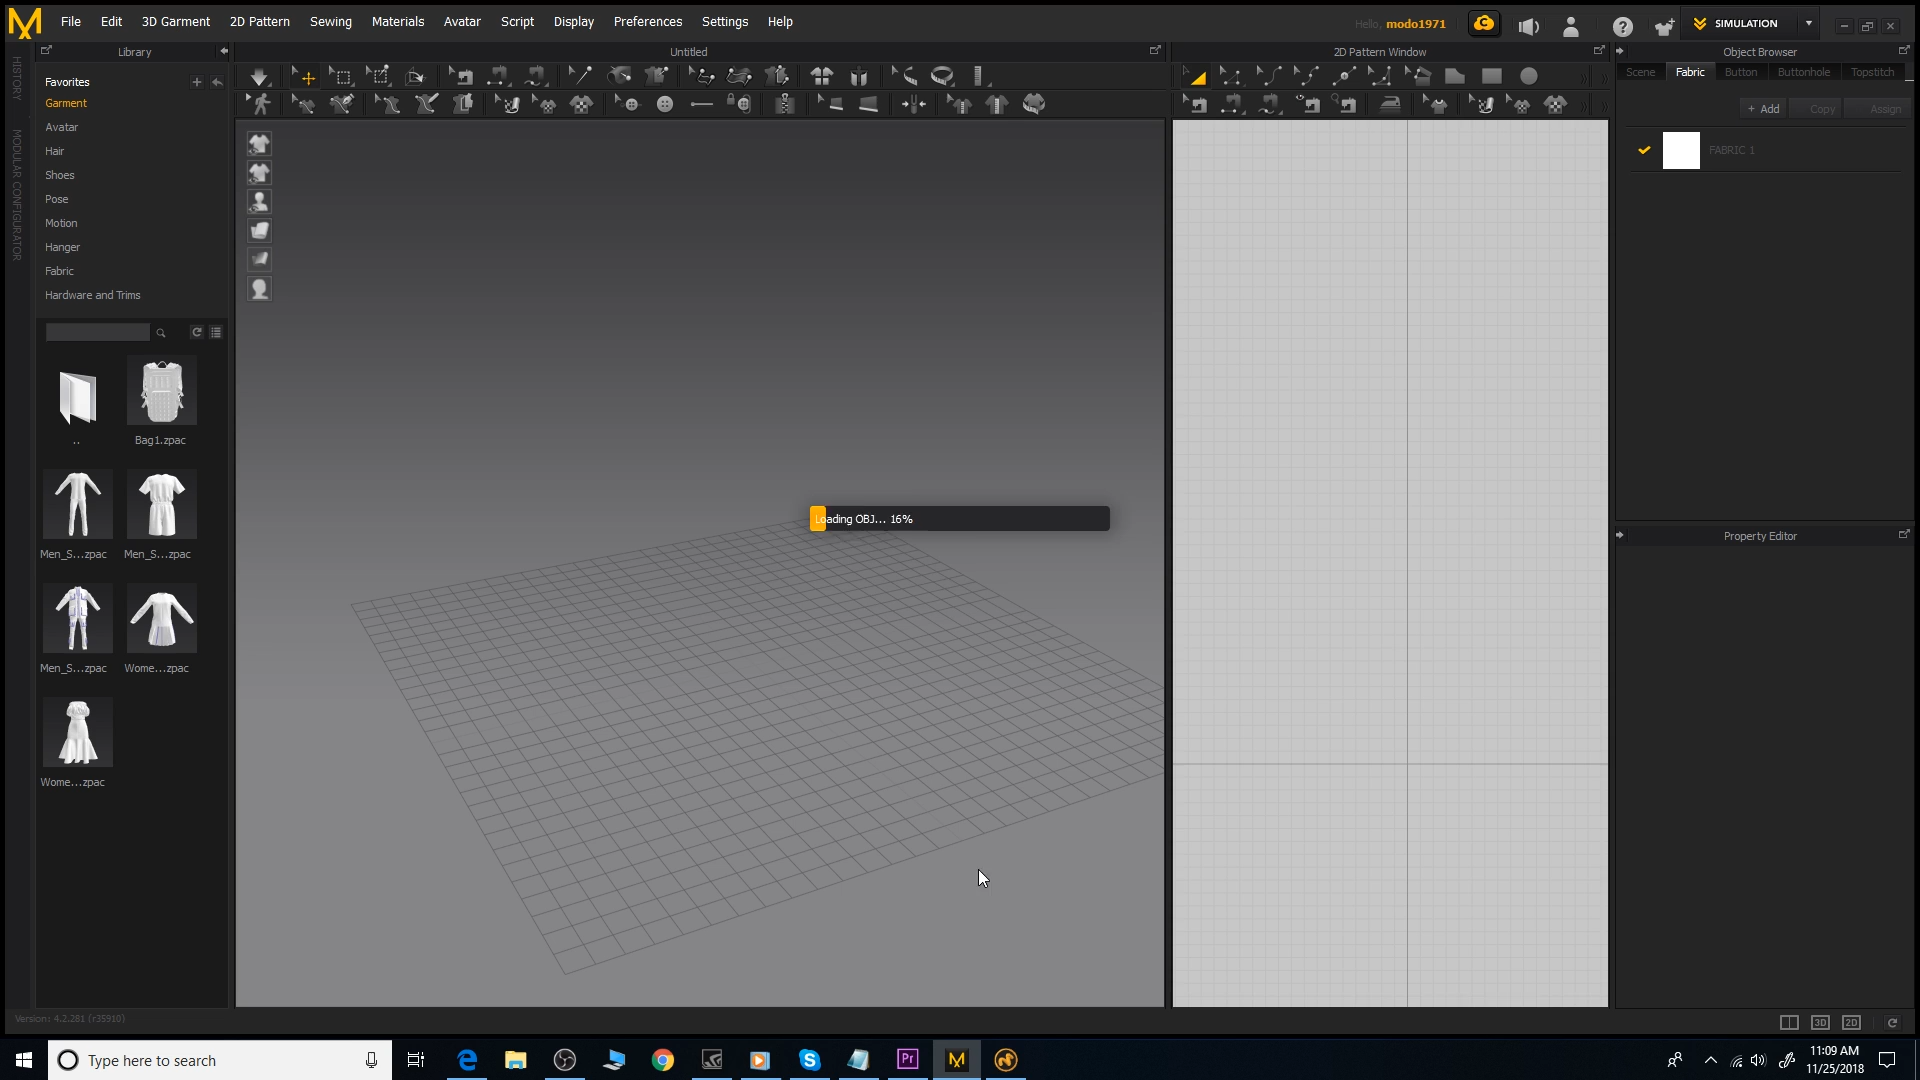 File Edit 3D Garment 2D Pattern Sewing Materials Avatar Script Display Preferences Settings Help
Hello, modo1971
SIMULATION
Library
Untitled
2D Pattern Window
Object Browser
HISTORY
MODULAR CONFIGURATOR
Favorites
Garment
Avatar
Hair
Shoes
Pose
Motion
Hanger
Fabric
Hardware and Trims
..
Bag1.zpac
Men_S...zpac
Men_S...zpac
Men_S...zpac
Wome...zpac
Wome...zpac
Loading OBJ... 16%
Scene Fabric Button Buttonhole Topstitch
+ Add Copy Assign
FABRIC 1
Property Editor
Version: 4.2.281 (r35910)
3D 2D
Type here to search
Pr
11:09 AM
11/25/2018